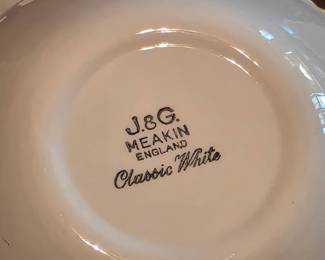 J.&G.
MEAKIN
ENGLAND
Classic White